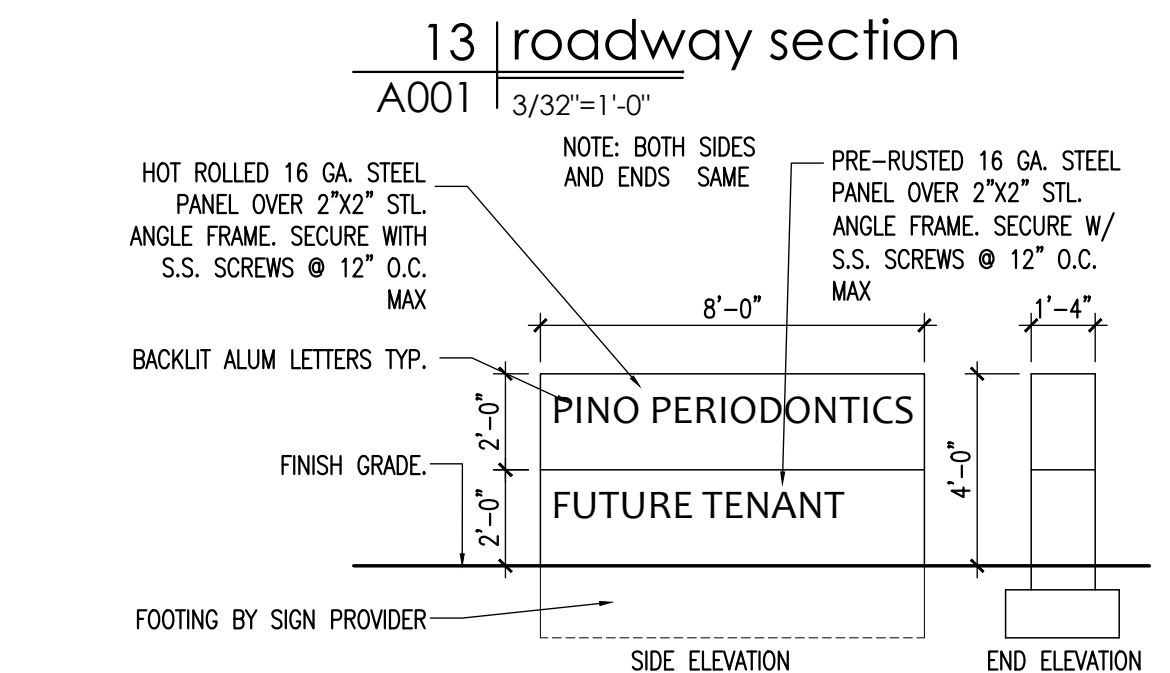 13 roadway section
A001 3/32"=1'-0"
NOTE: BOTH SIDES
AND ENDS SAME
HOT ROLLED 16 GA. STEEL
PANEL OVER 2"X2" STL.
ANGLE FRAME. SECURE WITH
S.S. SCREWS @ 12" O.C.
MAX
PRE-RUSTED 16 GA. STEEL
PANEL OVER 2"X2" STL.
ANGLE FRAME. SECURE W/
S.S. SCREWS @ 12" O.C.
MAX
8'-0"
1'-4"
BACKLIT ALUM LETTERS TYP.
2'-0"
PINO PERIODONTICS
4'-0"
FINISH GRADE.
2'-0"
FUTURE TENANT
FOOTING BY SIGN PROVIDER
SIDE ELEVATION
END ELEVATION